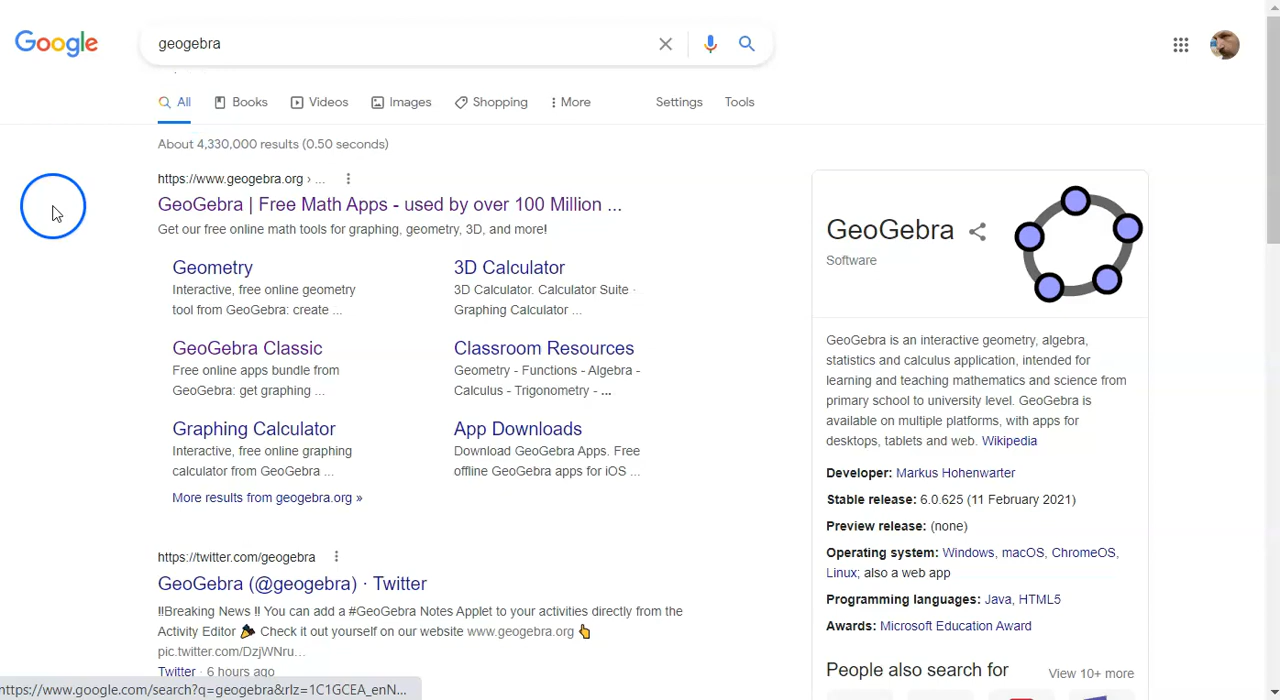 Google
geogebra
All
Books
Videos
Images
Shopping
More
Settings
Tools
About 4,330,000 results (0.50 seconds)
https://www.geogebra.org › ...
GeoGebra | Free Math Apps - used by over 100 Million ...
Get our free online math tools for graphing, geometry, 3D, and more!
Geometry
Interactive, free online geometry
tool from GeoGebra: create ...
3D Calculator
3D Calculator. Calculator Suite ·
Graphing Calculator ...
GeoGebra Classic
Free online apps bundle from
GeoGebra: get graphing ...
Classroom Resources
Geometry - Functions - Algebra -
Calculus - Trigonometry - ...
Graphing Calculator
Interactive, free online graphing
calculator from GeoGebra ...
App Downloads
Download GeoGebra Apps. Free
offline GeoGebra apps for iOS ...
More results from geogebra.org »
https://twitter.com/geogebra
GeoGebra (@geogebra) · Twitter
‼Breaking News ‼ You can add a #GeoGebra Notes Applet to your activities directly from the
Activity Editor 🎉 Check it out yourself on our website www.geogebra.org 👆
pic.twitter.com/DzjWNru...
Twitter · 6 hours ago
https://www.google.com/search?q=geogebra&rlz=1C1GCEA_enN...
GeoGebra
Software
GeoGebra is an interactive geometry, algebra,
statistics and calculus application, intended for
learning and teaching mathematics and science from
primary school to university level. GeoGebra is
available on multiple platforms, with apps for
desktops, tablets and web. Wikipedia
Developer: Markus Hohenwarter
Stable release: 6.0.625 (11 February 2021)
Preview release: (none)
Operating system: Windows, macOS, ChromeOS,
Linux; also a web app
Programming languages: Java, HTML5
Awards: Microsoft Education Award
People also search for
View 10+ more